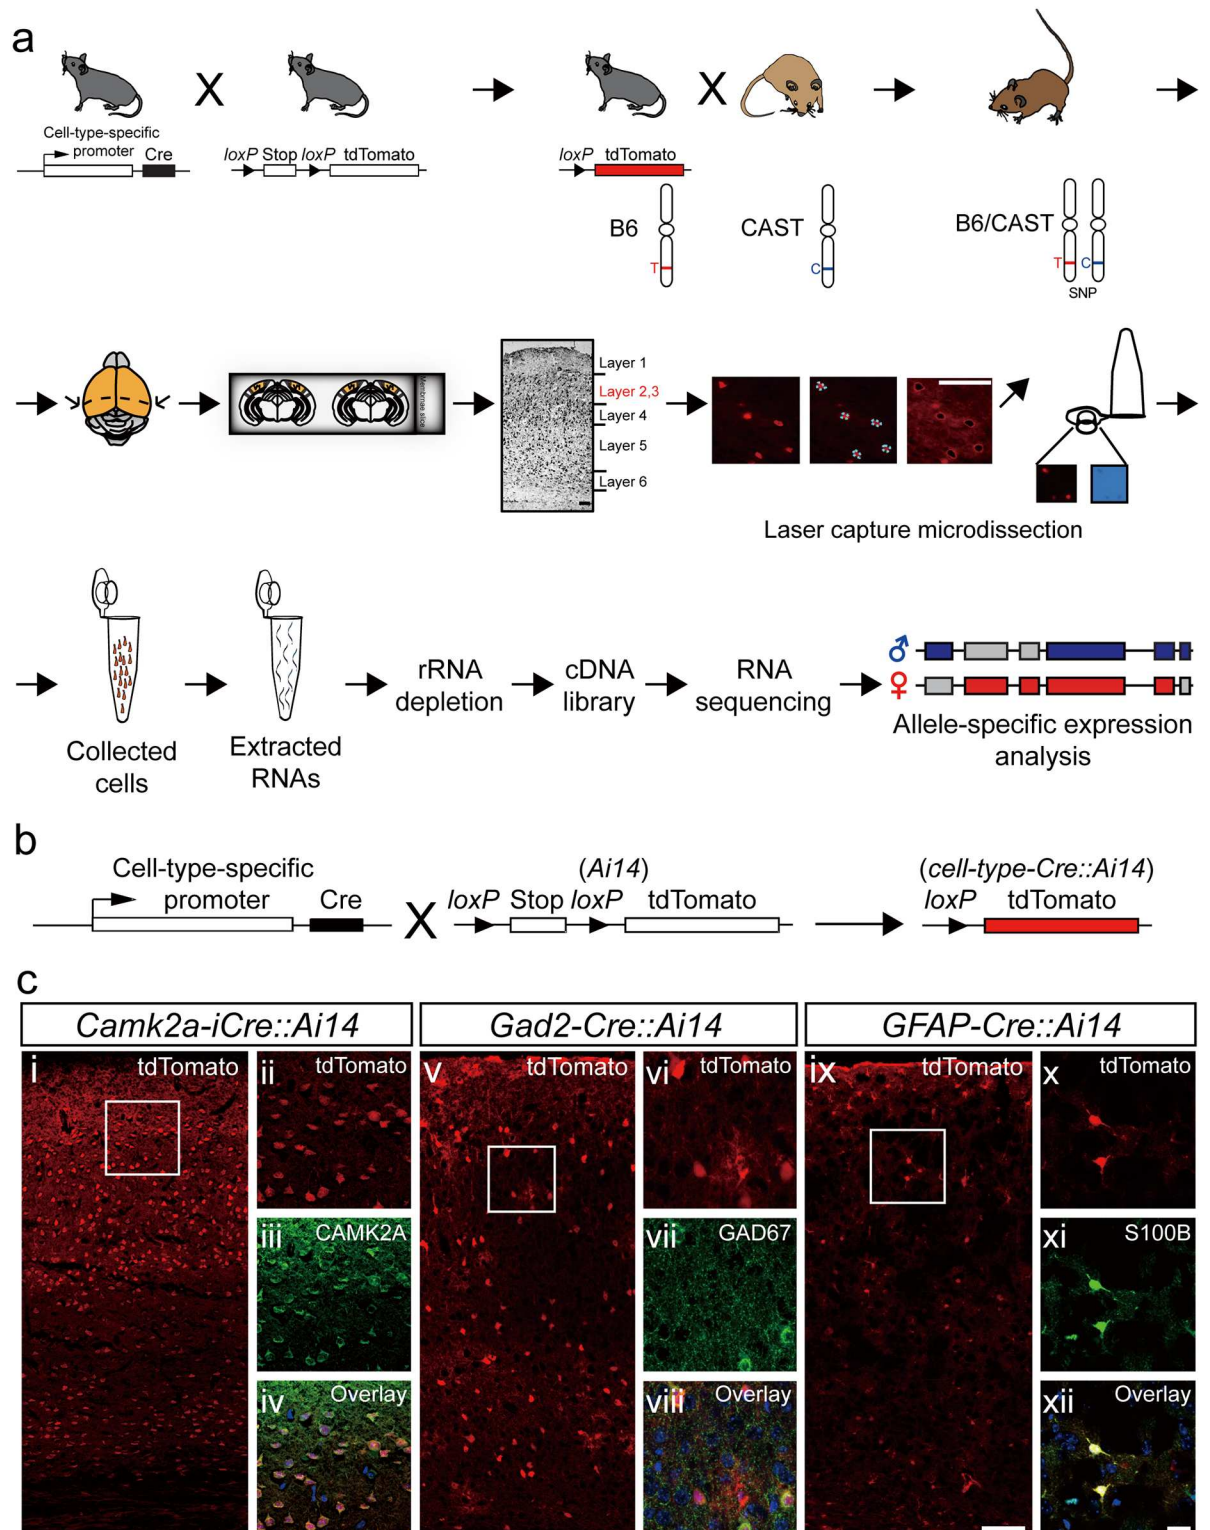 a
X
X
Cell-type-specific
promoter Cre
loxP Stop loxP tdTomato
loxP tdTomato
B6
T
CAST
C
B6/CAST
T C
SNP
Membrnae slice
Layer 1
Layer 2,3
Layer 4
Layer 5
Layer 6
Laser capture microdissection
Collected
cells
Extracted
RNAs
rRNA
depletion
cDNA
library
RNA
sequencing
♂
♀
Allele-specific expression
analysis
b
Cell-type-specific
promoter Cre
X
(Ai14)
loxP Stop loxP tdTomato
(cell-type-Cre::Ai14)
loxP tdTomato
c
Camk2a-iCre::Ai14
Gad2-Cre::Ai14
GFAP-Cre::Ai14
i tdTomato
ii tdTomato
iii CAMK2A
iv Overlay
v tdTomato
vi tdTomato
vii GAD67
viii Overlay
ix tdTomato
x tdTomato
xi S100B
xii Overlay